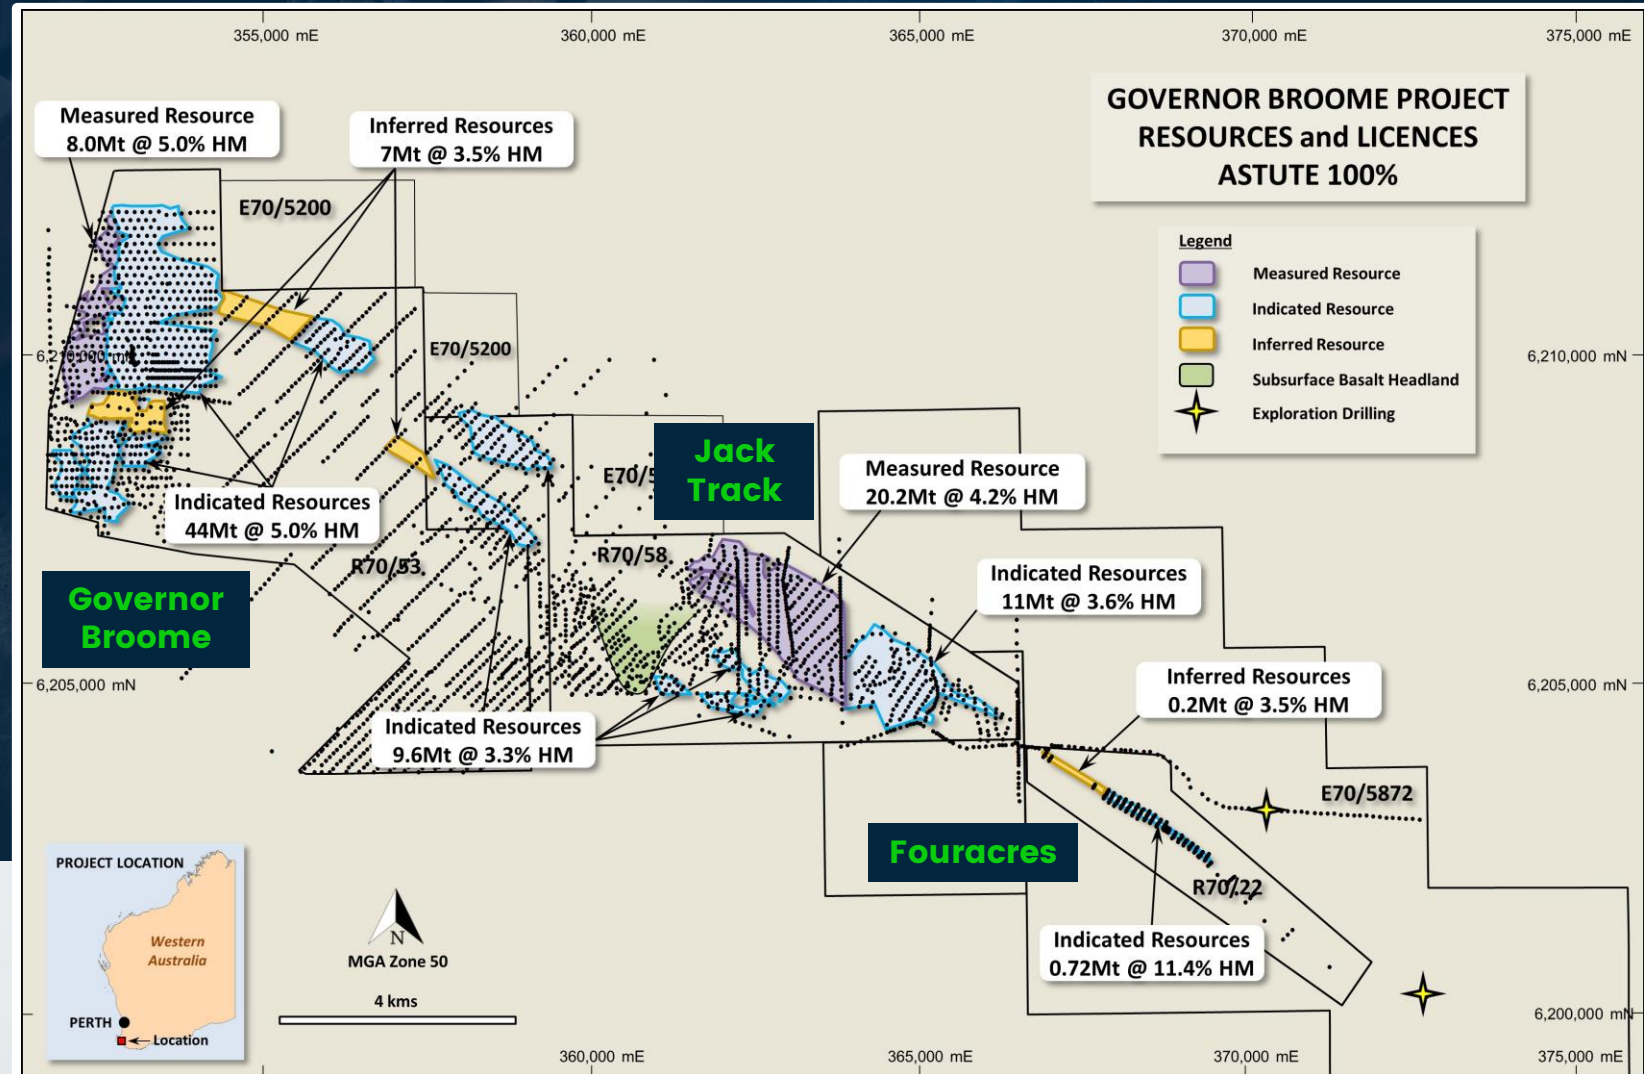 355,000 mE
360,000 mE
365,000 mE
370,000 mE
375,000 mE
GOVERNOR BROOME PROJECT
RESOURCES and LICENCES
ASTUTE 100%
Measured Resource
8.0Mt @ 5.0% HM
Inferred Resources
7Mt @ 3.5% HM
E70/5200
Legend
Measured Resource
Indicated Resource
Inferred Resource
Subsurface Basalt Headland
Exploration Drilling
6,210,000 mN
E70/5200
6,210,000 mN
Jack
Track
E70/5
Measured Resource
20.2Mt @ 4.2% HM
Indicated Resources
44Mt @ 5.0% HM
R70/53
R70/58
Governor
Broome
Indicated Resources
11Mt @ 3.6% HM
6,205,000 mN
Inferred Resources
0.2Mt @ 3.5% HM
6,205,000 mN
Indicated Resources
9.6Mt @ 3.3% HM
E70/5872
Fouracres
R70/22
PROJECT LOCATION
Western
Australia
PERTH
Location
N
MGA Zone 50
4 kms
Indicated Resources
0.72Mt @ 11.4% HM
6,200,000 mN
360,000 mE
365,000 mE
370,000 mE
375,000 mE